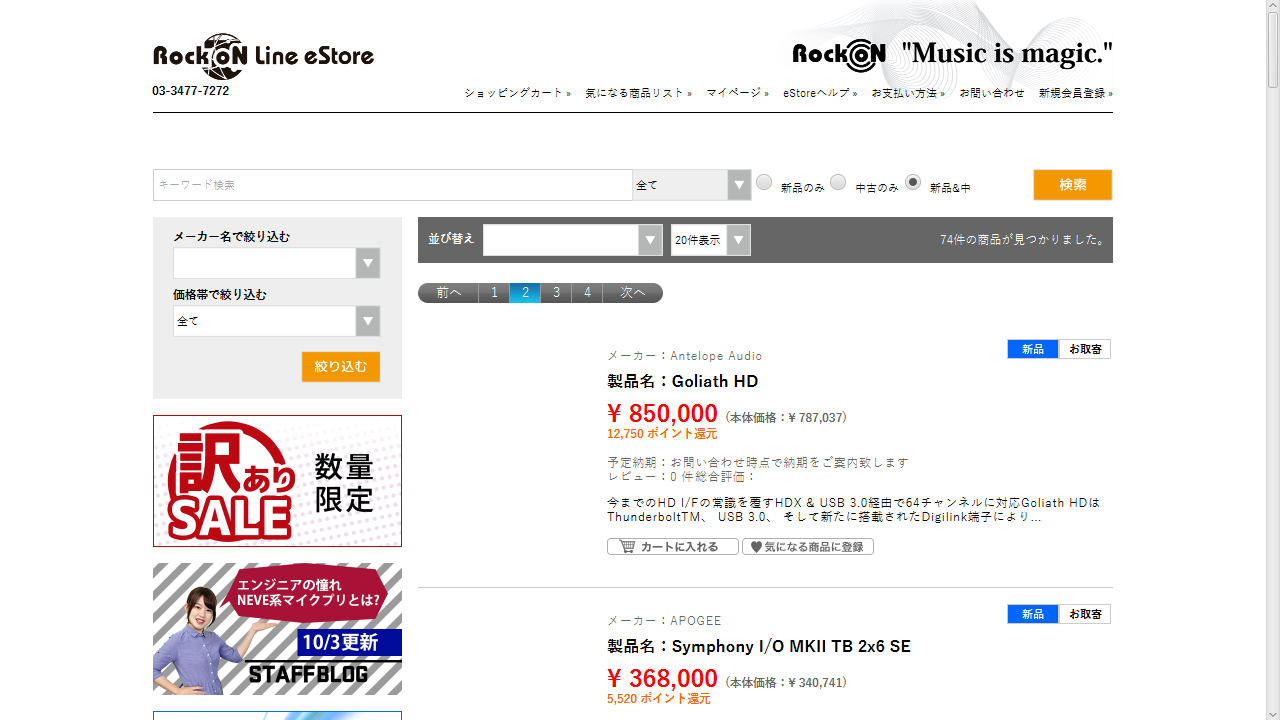 RockoN Line eStore
RockoN "Music is magic."
03-3477-7272
ショッピングカート » 気になる商品リスト » マイページ » eStoreヘルプ » お支払い方法 » お問い合わせ 新規会員登録 »
キーワード検索 全て 新品のみ 中古のみ 新品&中 検索
メーカー名で絞り込む
価格帯で絞り込む
全て
絞り込む
訳あり
SALE
数量
限定
エンジニアの憧れ
NEVE系マイクプリとは?
10/3更新
STAFFBLOG
並び替え 20件表示 74件の商品が見つかりました。
前へ 1 2 3 4 次へ
新品 お取寄
メーカー：Antelope Audio
製品名：Goliath HD
¥ 850,000 （本体価格：¥ 787,037）
12,750 ポイント還元
予定納期：お問い合わせ時点で納期をご案内致します
レビュー：0 件総合評価：
今までのHD I/Fの常識を覆すHDX & USB 3.0経由で64チャンネルに対応Goliath HDは
ThunderboltTM、 USB 3.0、 そして新たに搭載されたDigilink端子により...
カートに入れる 気になる商品に登録
新品 お取寄
メーカー：APOGEE
製品名：Symphony I/O MKII TB 2x6 SE
¥ 368,000 （本体価格：¥ 340,741）
5,520 ポイント還元